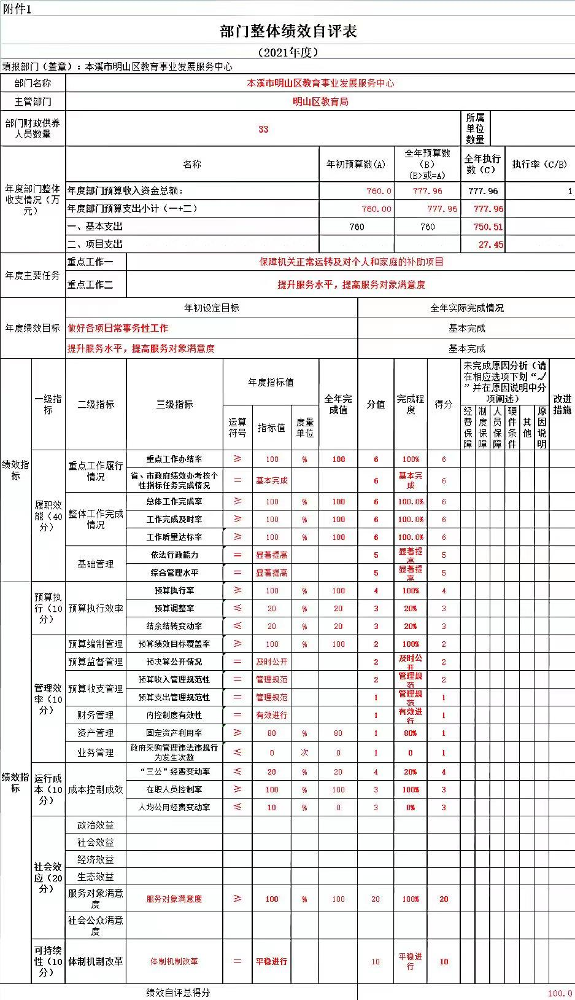 附件1
部门整体绩效自评表
（2021年度）
填报部门（盖章）：本溪市明山区教育事业发展服务中心
部门名称 本溪市明山区教育事业发展服务中心
主管部门 明山区教育局
部门财政供养人员数量 33 所属单位数量
年度部门整体收支情况（万元） 名称 年初预算数(A) 全年预算数（B）(B>或=A) 全年执行数（C） 执行率（C/B)
年度部门预算收入资金总额： 760.0 777.96 777.96 1
年度部门预算支出小计（一+二） 760.00 777.96 777.96
一、基本支出 760 760 750.51
二、项目支出 27.45
年度主要任务 重点工作一 保障机关正常运转及对个人和家庭的补助项目
重点工作二 提升服务水平，提高服务对象满意度
年度绩效目标 年初设定目标 全年实际完成情况
做好各项日常事务性工作 基本完成
提升服务水平，提高服务对象满意度 基本完成
绩效指标 一级指标 二级指标 三级指标 年度指标值 全年完成值 分值 完成程度 得分 未完成原因分析（请在相应选项下划“√”并在原因说明中分项阐述） 改进措施
运算符号 指标值 度量单位 经费保障 制度保障 人员保障 硬件条件 其他 原因说明
履职效能（40分） 重点工作履行情况 重点工作办结率 ≥ 100 % 100 6 100% 6
省、市政府绩效办考核个性指标任务完成情况 = 基本完成 6 基本完成 6
整体工作完成情况 总体工作完成率 ≥ 100 % 100 6 100.0% 6
工作完成及时率 ≥ 100 % 100 6 100.0% 6
工作质量达标率 ≥ 100 % 100 6 100.0% 6
基础管理 依法行政能力 = 显著提高 5 显著提高 5
综合管理水平 = 显著提高 5 显著提高 5
绩效指标 预算执行（10分） 预算执行效率 预算执行率 ≥ 100 % 100 4 100% 4
预算调整率 ≤ 20 % 20 3 20% 3
结余结转变动率 ≤ 20 % 20 3 20% 3
管理效率（10分） 预算编制管理 预算绩效目标覆盖率 ≥ 100 % 100 2 100% 2
预算监督管理 预决算公开情况 = 及时公开 2 及时公开 2
预算收支管理 预算收入管理规范性 = 管理规范 2 管理规范 2
预算支出管理规范性 = 管理规范 1 管理规范 1
财务管理 内控制度有效性 = 有效进行 1 有效进行 1
资产管理 固定资产利用率 ≥ 80 % 80 1 80% 1
业务管理 政府采购管理违法违规行为发生次数 ≤ 0 次 0 1 0 1
运行成本（10分） 成本控制成效 “三公”经费变动率 ≤ 20 % 20 4 20% 4
在职人员控制率 ≥ 100 % 100 3 100% 3
人均公用经费变动率 ≤ 10 % 0 3 0% 3
社会效应（20分） 政治效益
社会效益
经济效益
生态效益
服务对象满意度 服务对象满意度 ≥ 100 % 100 20 100% 20
社会公众满意度
可持续性（10分） 体制机制改革 体制机制改革 = 平稳进行 10 平稳进行 10
绩效自评总得分 100.0